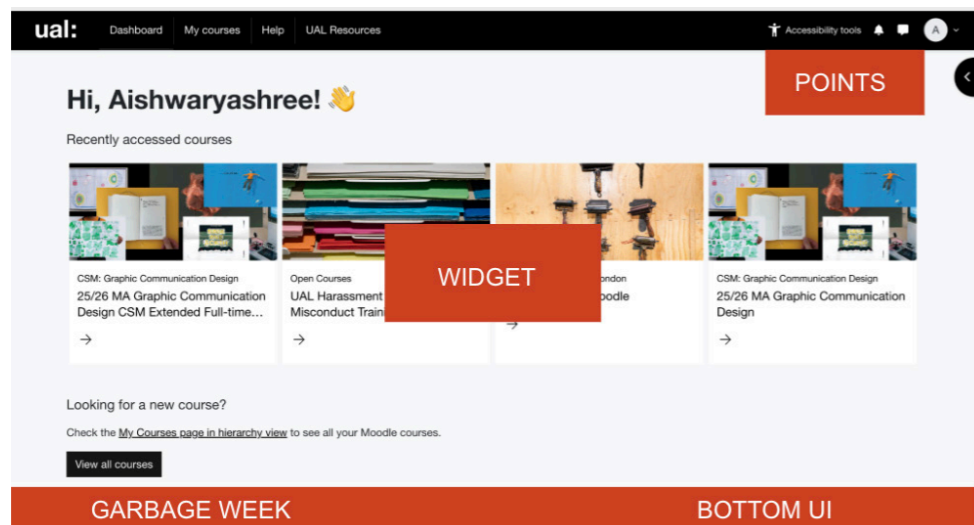 ual:
Dashboard
My courses
Help
UAL Resources
Accessibility tools
A
POINTS
Hi, Aishwaryashree! 👋
Recently accessed courses
CSM: Graphic Communication Design
25/26 MA Graphic Communication
Design CSM Extended Full-time...
Open Courses
UAL Harassment
Misconduct Train
WIDGET
ondon
oodle
CSM: Graphic Communication Design
25/26 MA Graphic Communication
Design
Looking for a new course?
Check the My Courses page in hierarchy view to see all your Moodle courses.
View all courses
GARBAGE WEEK
BOTTOM UI